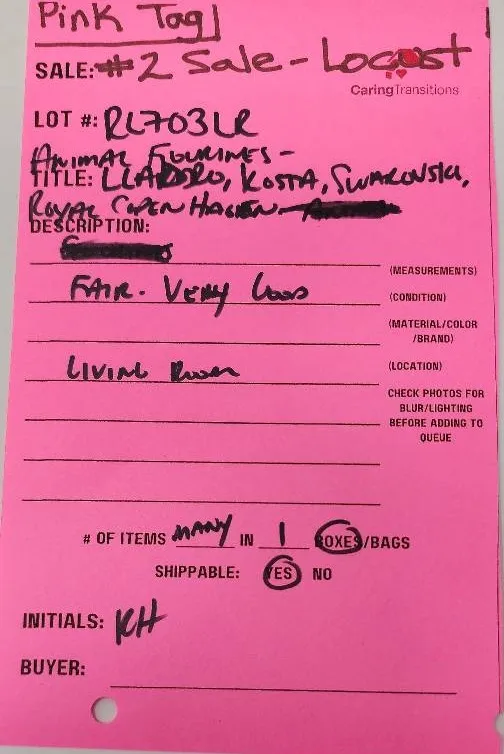 Pink Tag
SALE: #2 Sale - Locust
CaringTransitions
LOT #: RL703LR
ANIMAL FIGURINES -
TITLE: LLADRO, KOSTA, SWAROVSKI,
ROYAL COPENHAGEN
DESCRIPTION:
(MEASUREMENTS)
FAIR - VERY GOOD (CONDITION)
(MATERIAL/COLOR
/BRAND)
LIVING ROOM (LOCATION)
CHECK PHOTOS FOR
BLUR/LIGHTING
BEFORE ADDING TO
QUEUE
# OF ITEMS MANY IN 1 BOXES/BAGS
SHIPPABLE: YES NO
INITIALS: KH
BUYER: